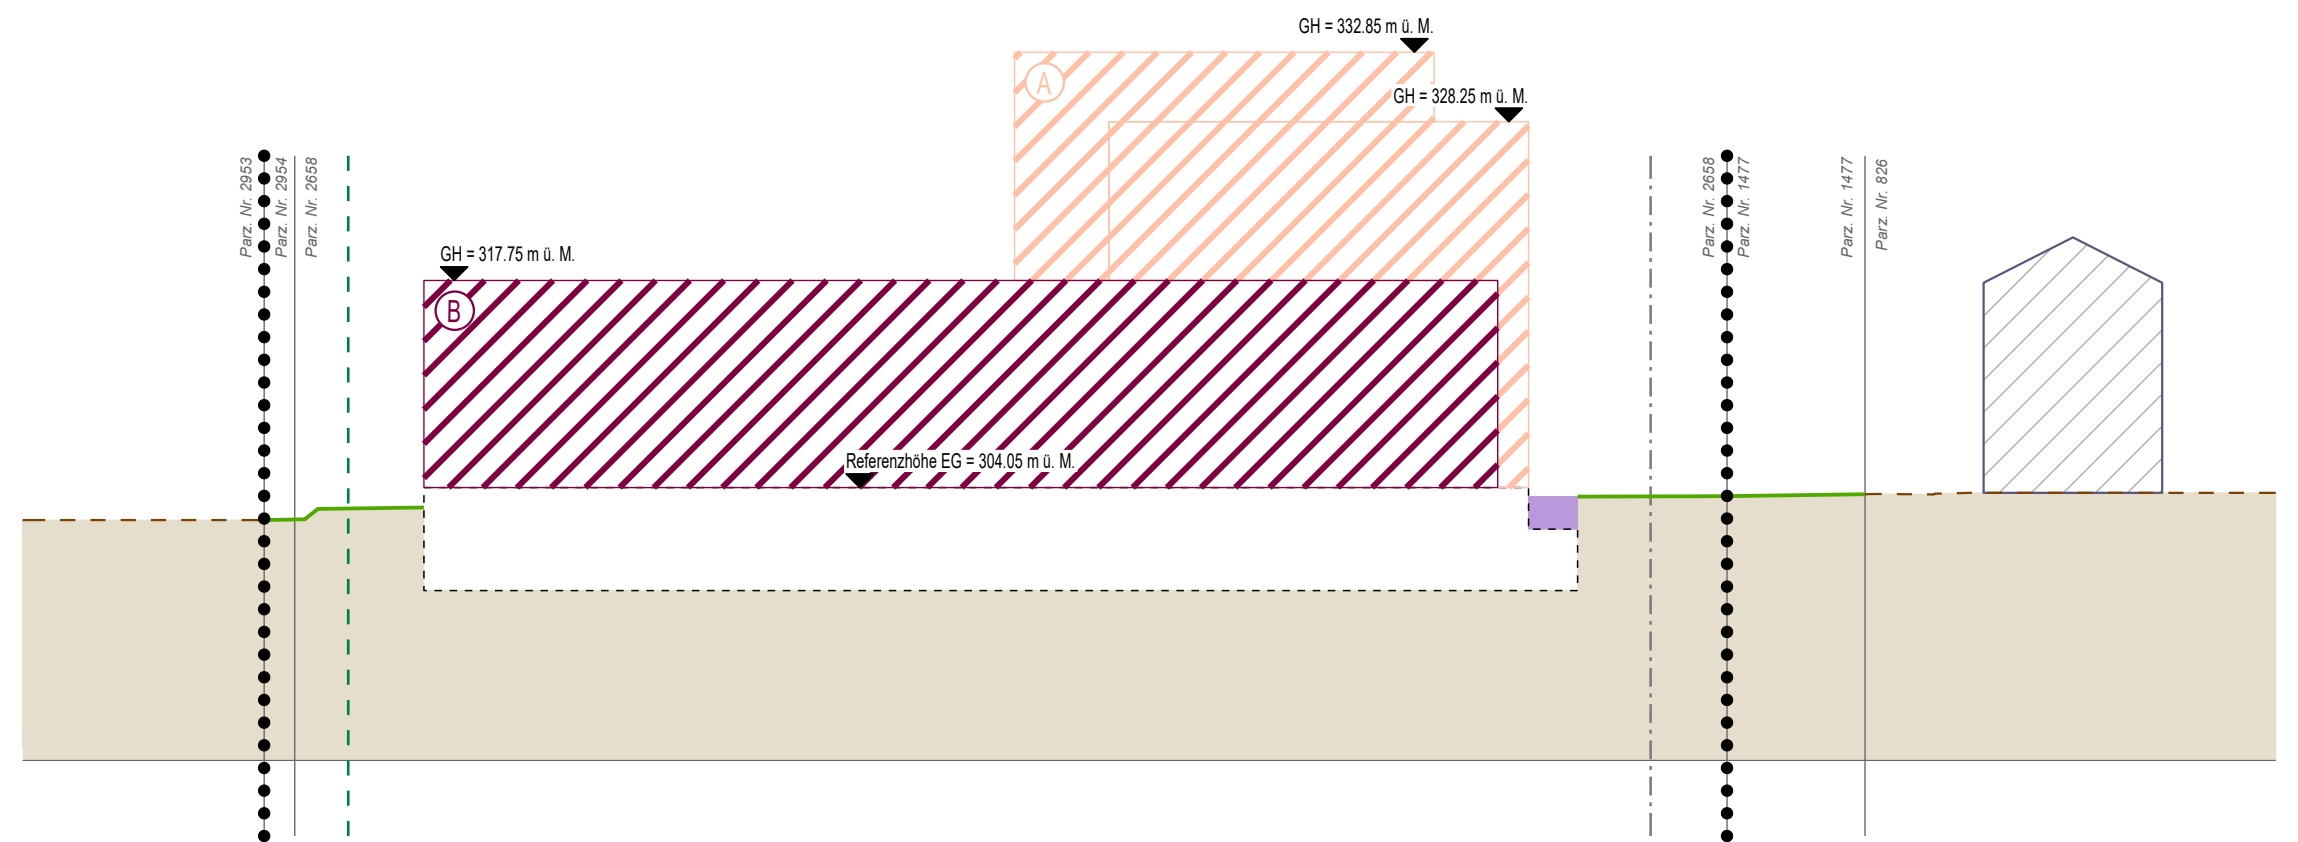 GH = 332.85 m ü. M.
A
GH = 328.25 m ü. M.
Parz. Nr. 2953
Parz. Nr. 2954
Parz. Nr. 2658
GH = 317.75 m ü. M.
B
Parz. Nr. 2658
Parz. Nr. 1477
Parz. Nr. 1477
Parz. Nr. 826
Referenzhöhe EG = 304.05 m ü. M.